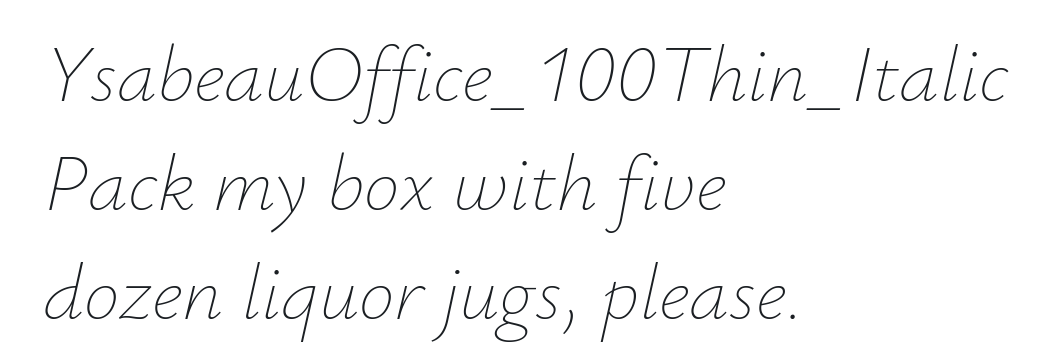 YsabeauOffice_100Thin_Italic
Pack my box with five
dozen liquor jugs, please.